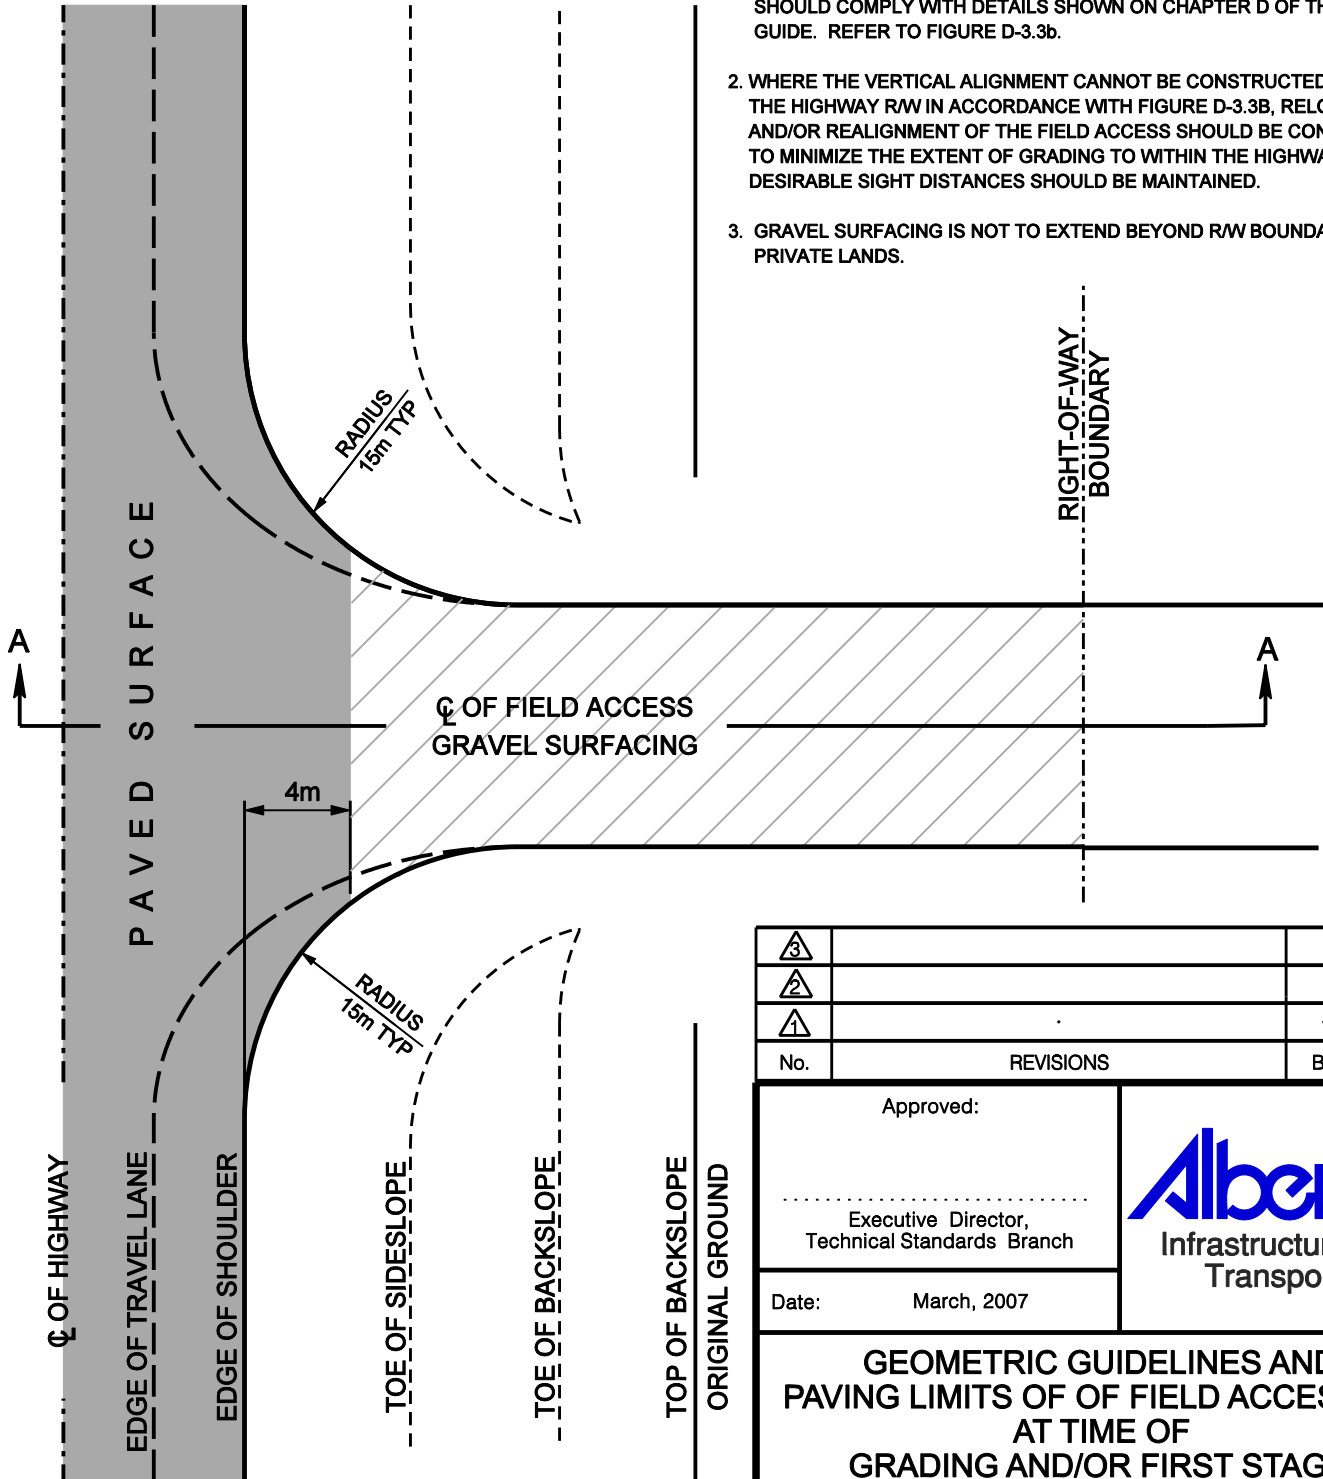 SHOULD COMPLY WITH DETAILS SHOWN ON CHAPTER D OF
GUIDE. REFER TO FIGURE D-3.3b.
2. WHERE THE VERTICAL ALIGNMENT CANNOT BE CONSTRUCTED
THE HIGHWAY R/W IN ACCORDANCE WITH FIGURE D-3.3B,
AND/OR REALIGNMENT OF THE FIELD ACCESS SHOULD BE
TO MINIMIZE THE EXTENT OF GRADING TO WITHIN THE
DESIRABLE SIGHT DISTANCES SHOULD BE MAINTAINED.
3. GRAVEL SURFACING IS NOT TO EXTEND BEYOND R/W
PRIVATE LANDS.
RIGHT-OF-WAY
BOUNDARY
RADIUS
15m TYP
PAVED SURFACE
A
A
℄ OF FIELD ACCESS
GRAVEL SURFACING
4m
RADIUS
15m TYP
℄ OF HIGHWAY
EDGE OF TRAVEL LANE
EDGE OF SHOULDER
TOE OF SIDESLOPE
TOE OF BACKSLOPE
TOP OF BACKSLOPE
ORIGINAL GROUND
3
2
1
No. REVISIONS B
Approved:
Executive Director,
Technical Standards Branch
Date: March, 2007
Alber
Infrastructu
Transpo
GEOMETRIC GUIDELINES AND
PAVING LIMITS OF OF FIELD ACCES
AT TIME OF
GRADING AND/OR FIRST STAG